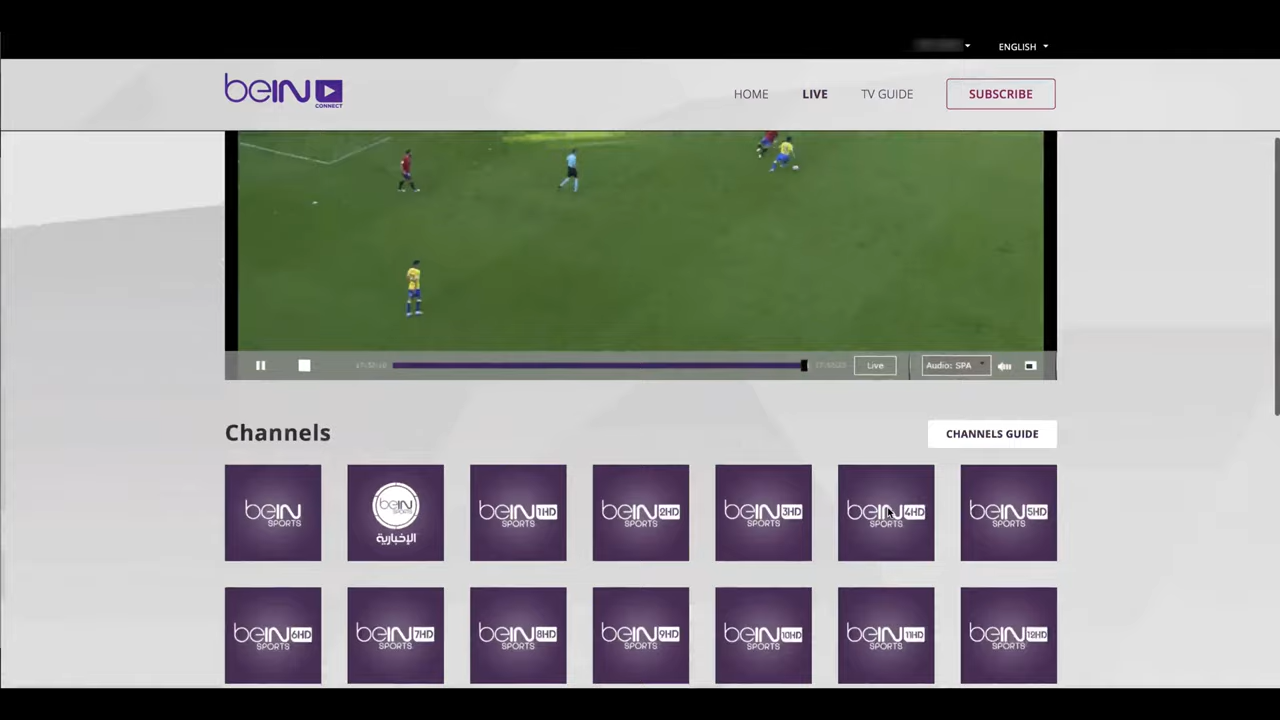 ENGLISH
beIN
CONNECT
HOME
LIVE
TV GUIDE
SUBSCRIBE
Live
Audio: SPA
Channels
CHANNELS GUIDE
beIN
SPORTS
beIN
SPORTS
الإخبارية
beIN 1HD
SPORTS
beIN 2HD
SPORTS
beIN 3HD
SPORTS
beIN 4HD
SPORTS
beIN 5HD
SPORTS
beIN 6HD
SPORTS
beIN 7HD
SPORTS
beIN 8HD
SPORTS
beIN 9HD
SPORTS
beIN 10HD
SPORTS
beIN 11HD
SPORTS
beIN 12HD
SPORTS